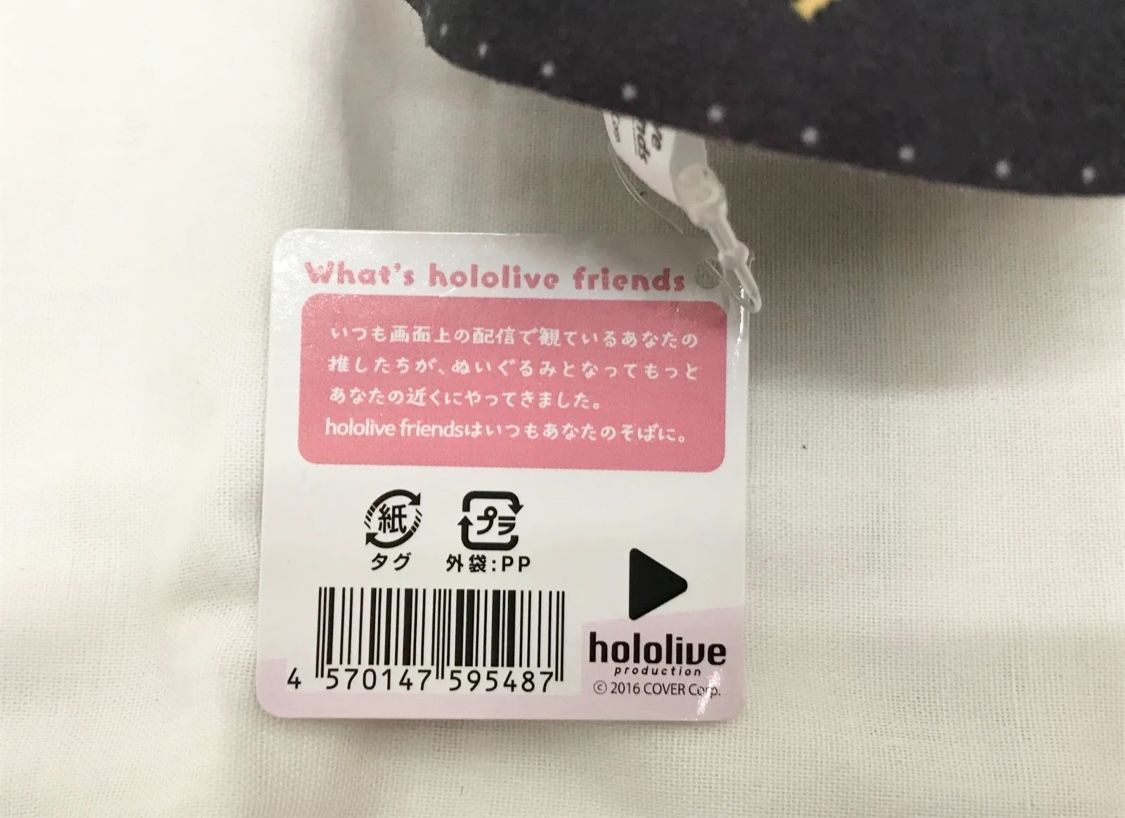 What's hololive friends
いつも画面上の配信で観ているあなたの
推したちが、ぬいぐるみとなってもっと
あなたの近くにやってきました。
hololive friendsはいつもあなたのそばに。
紙 プラ
タグ 外袋:PP
4 570147 595487
hololive
production
© 2016 COVER Corp.